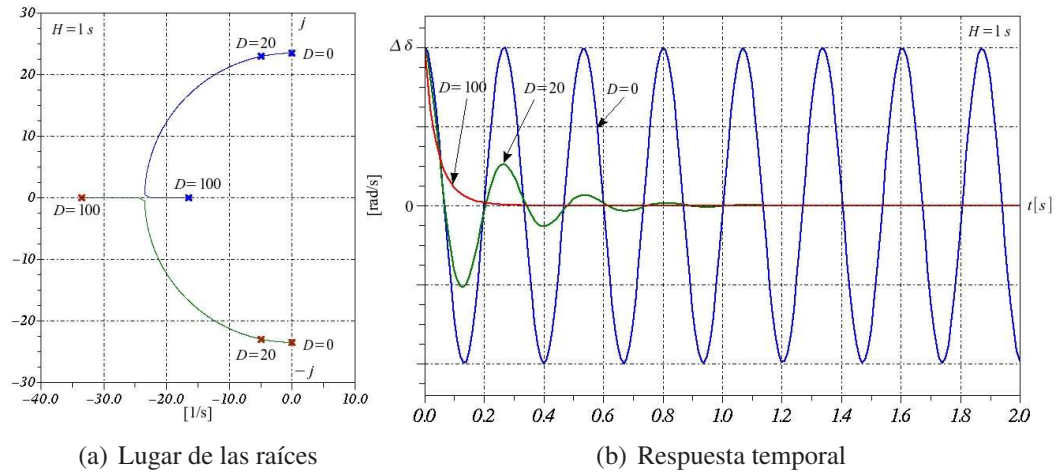 H=1 s
j
D=20
D=0
D=100
D=100
D=20
D=0
−j
30
20
10
0
−10
−20
−30
−40.0
−30.0
−20.0
−10.0
0.0
10.0
[1/s]
(a) Lugar de las raíces
H=1 s
Δδ
D=100
D=20
D=0
0
[rad/s]
t[s]
0.0
0.2
0.4
0.6
0.8
1.0
1.2
1.4
1.6
1.8
2.0
(b) Respuesta temporal